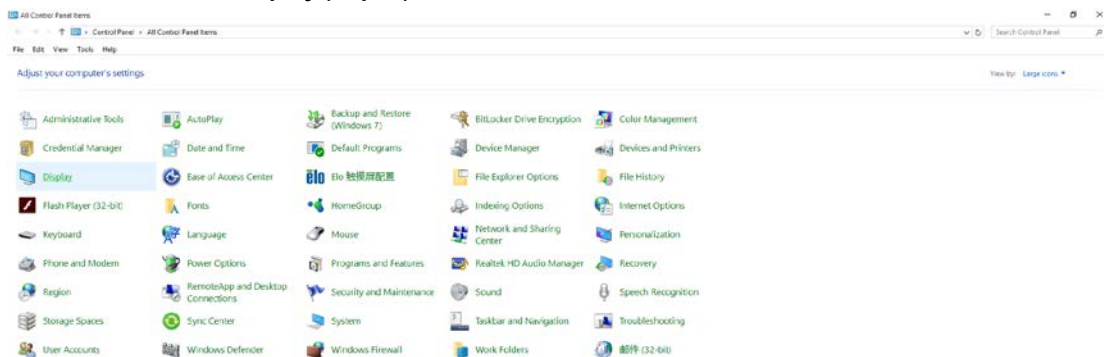 All Control Panel Items
Control Panel › All Control Panel Items
Search Control Panel
File Edit View Tools Help
Adjust your computer's settings
View by: Large icons
Administrative Tools
AutoPlay
Backup and Restore
(Windows 7)
BitLocker Drive Encryption
Color Management
Credential Manager
Date and Time
Default Programs
Device Manager
Devices and Printers
Display
Ease of Access Center
elo Elo 触摸屏配置
File Explorer Options
File History
Flash Player (32-bit)
Fonts
HomeGroup
Indexing Options
Internet Options
Keyboard
Language
Mouse
Network and Sharing
Center
Personalization
Phone and Modem
Power Options
Programs and Features
Realtek HD Audio Manager
Recovery
Region
RemoteApp and Desktop
Connections
Security and Maintenance
Sound
Speech Recognition
Storage Spaces
Sync Center
System
Taskbar and Navigation
Troubleshooting
User Accounts
Windows Defender
Windows Firewall
Work Folders
邮件 (32-bit)